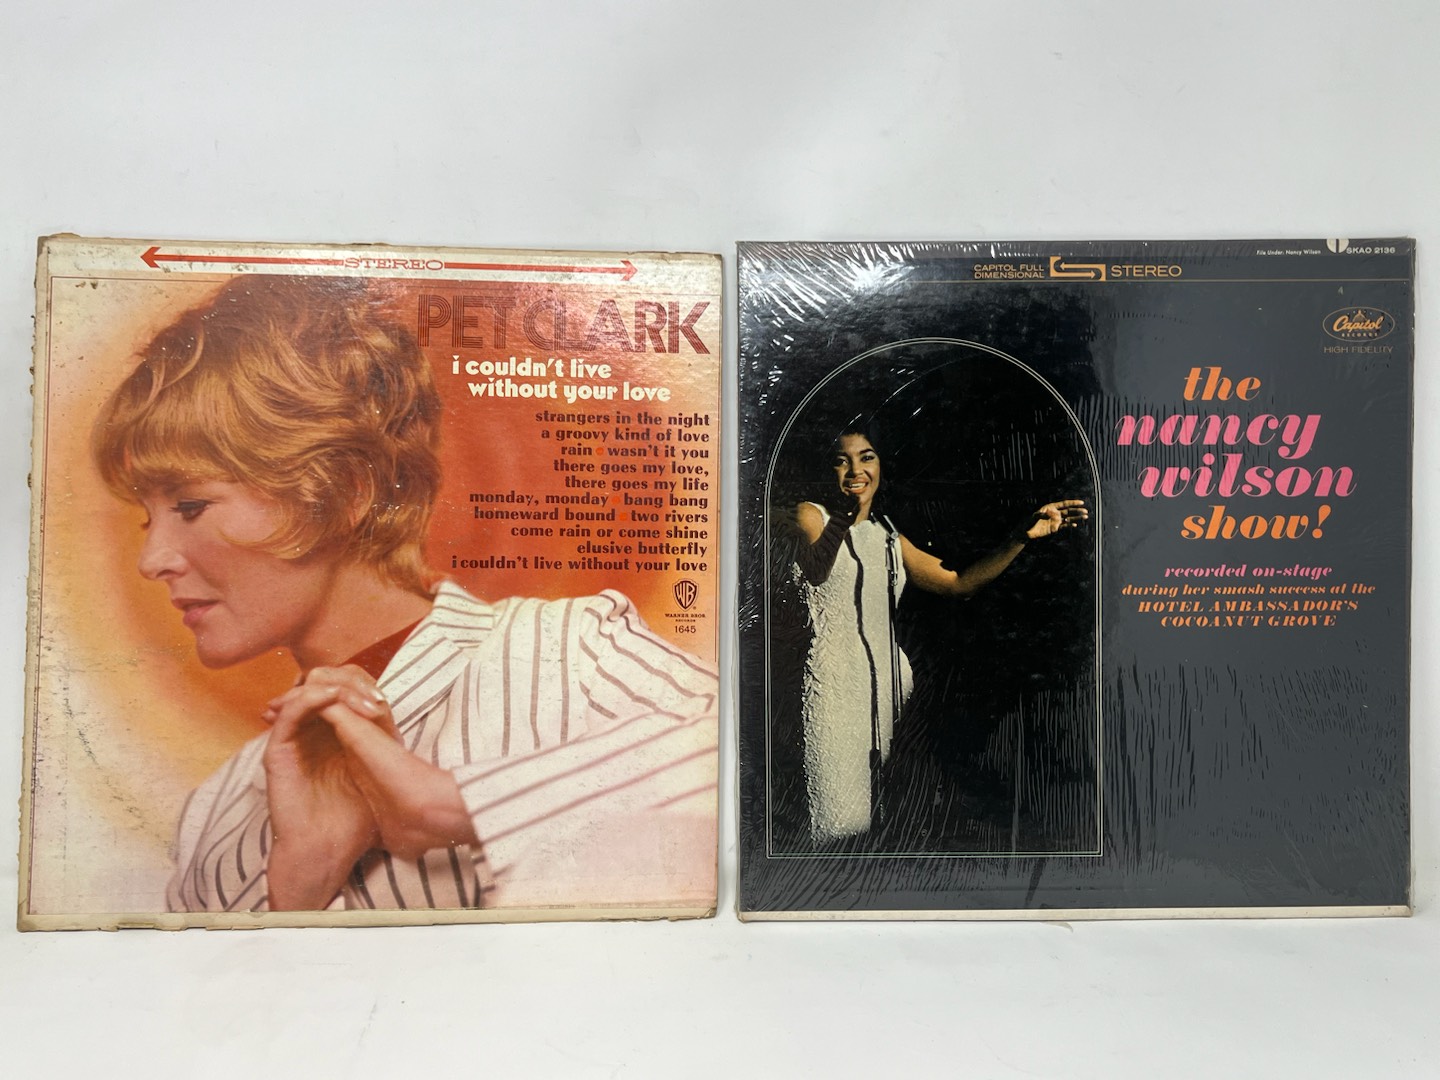 STEREO
PET CLARK
i couldn't live
without your love
strangers in the night
a groovy kind of love
rain • wasn't it you
there goes my love,
there goes my life
monday, monday • bang bang
homeward bound • two rivers
come rain or come shine
elusive butterfly
i couldn't live without your love
WB
WARNER BROS
RECORDS
1645
File Under: Nancy Wilson
SKAO 2136
CAPITOL FULL
DIMENSIONAL
STEREO
Capitol
RECORDS
HIGH FIDELITY
the
nancy
wilson
show!
recorded on-stage
during her smash success at the
HOTEL AMBASSADOR'S
COCOANUT GROVE